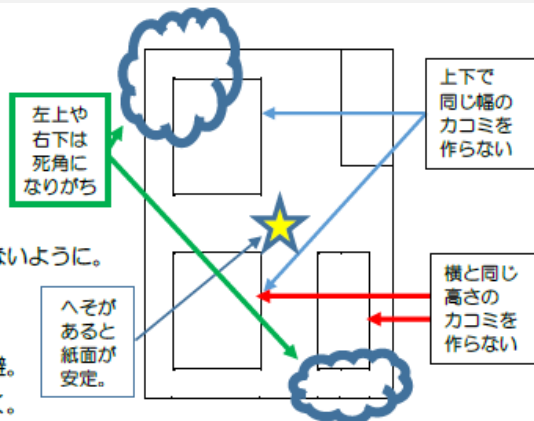 左上や
右下は
死角に
なりがち
上下で
同じ幅の
カコミを
作らない
ないように。
へそが
あると
紙面が
安定。
横と同じ
高さの
カコミを
作らない
避。
く。